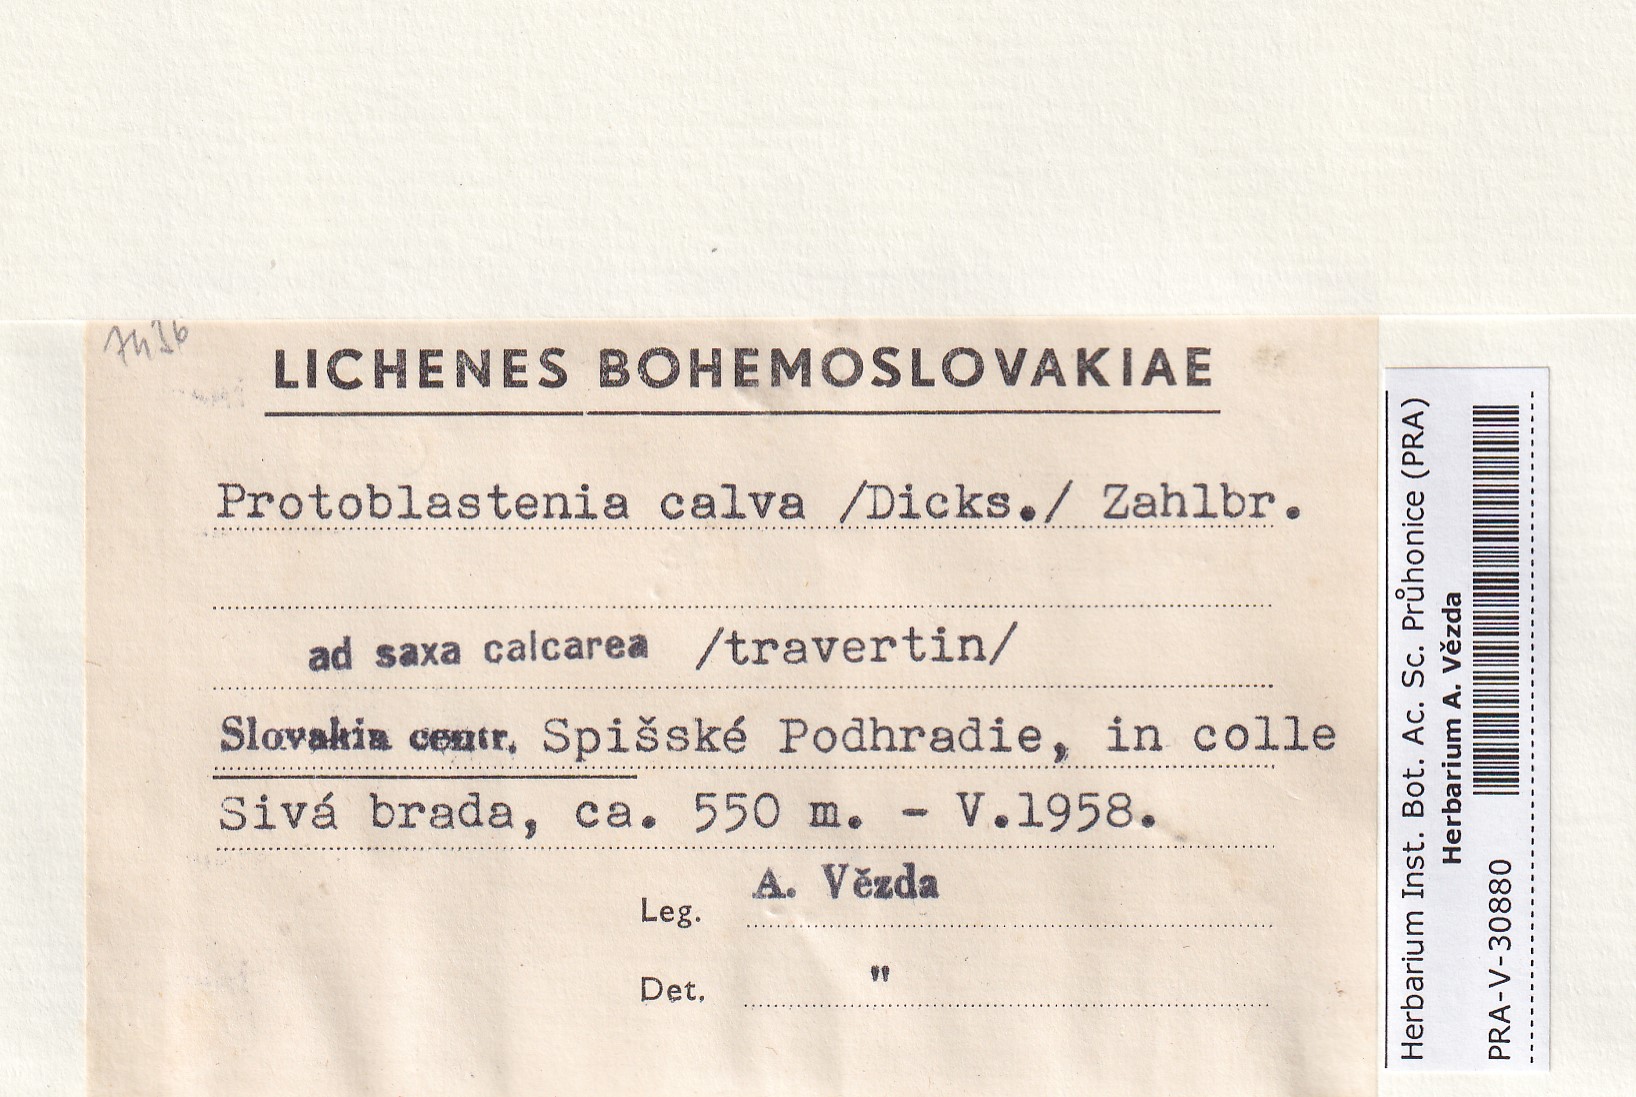 7436
LICHENES BOHEMOSLOVAKIAE
Protoblastenia calva /Dicks./ Zahlbr.
ad saxa calcarea /travertin/
Slovakia centr. Spišské Podhradie, in colle
Sivá brada, ca. 550 m. - V.1958.
Leg. A. Vězda
Det. "
Herbarium Inst. Bot. Ac. Sc. Průhonice (PRA)
Herbarium A. Vězda
PRA-V-30880